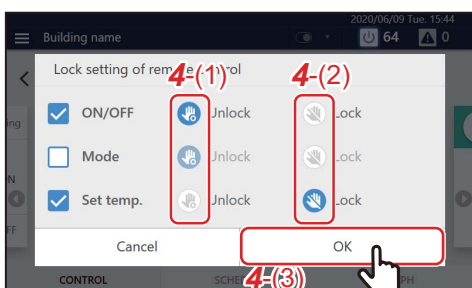 2020/06/09 Tue. 15:44
Building name
64
0
Lock setting of remote control
4-(1)
4-(2)
ON/OFF
Unlock
Lock
Mode
Unlock
Lock
Set temp.
Unlock
Lock
Cancel
OK
CONTROL
4-(3)